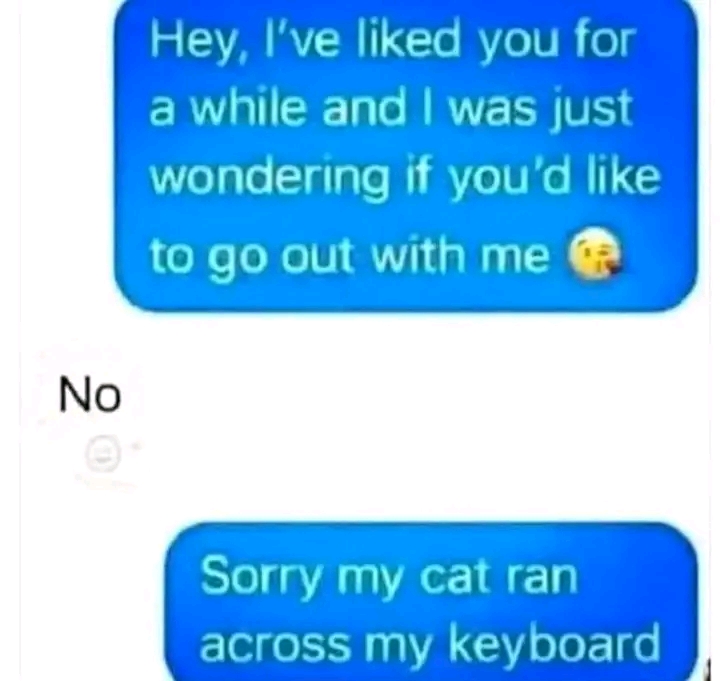 Hey, I've liked you for
a while and I was just
wondering if you'd like
to go out with me 😘
No
Sorry my cat ran
across my keyboard